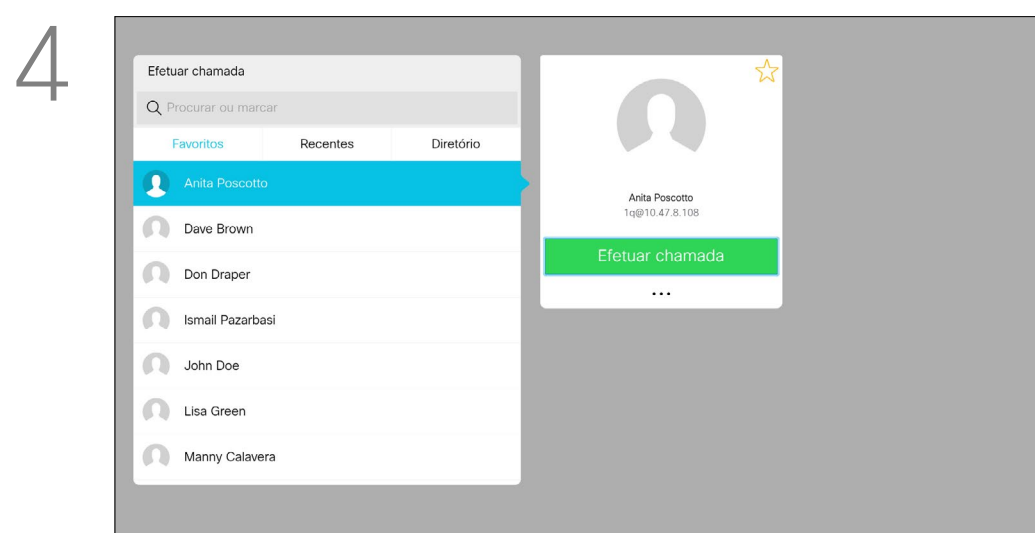 4
Efetuar chamada
Procurar ou marcar
Favoritos Recentes Diretório
Anita Poscotto
Dave Brown
Don Draper
Ismail Pazarbasi
John Doe
Lisa Green
Manny Calavera
Anita Poscotto
1q@10.47.8.108
Efetuar chamada
...